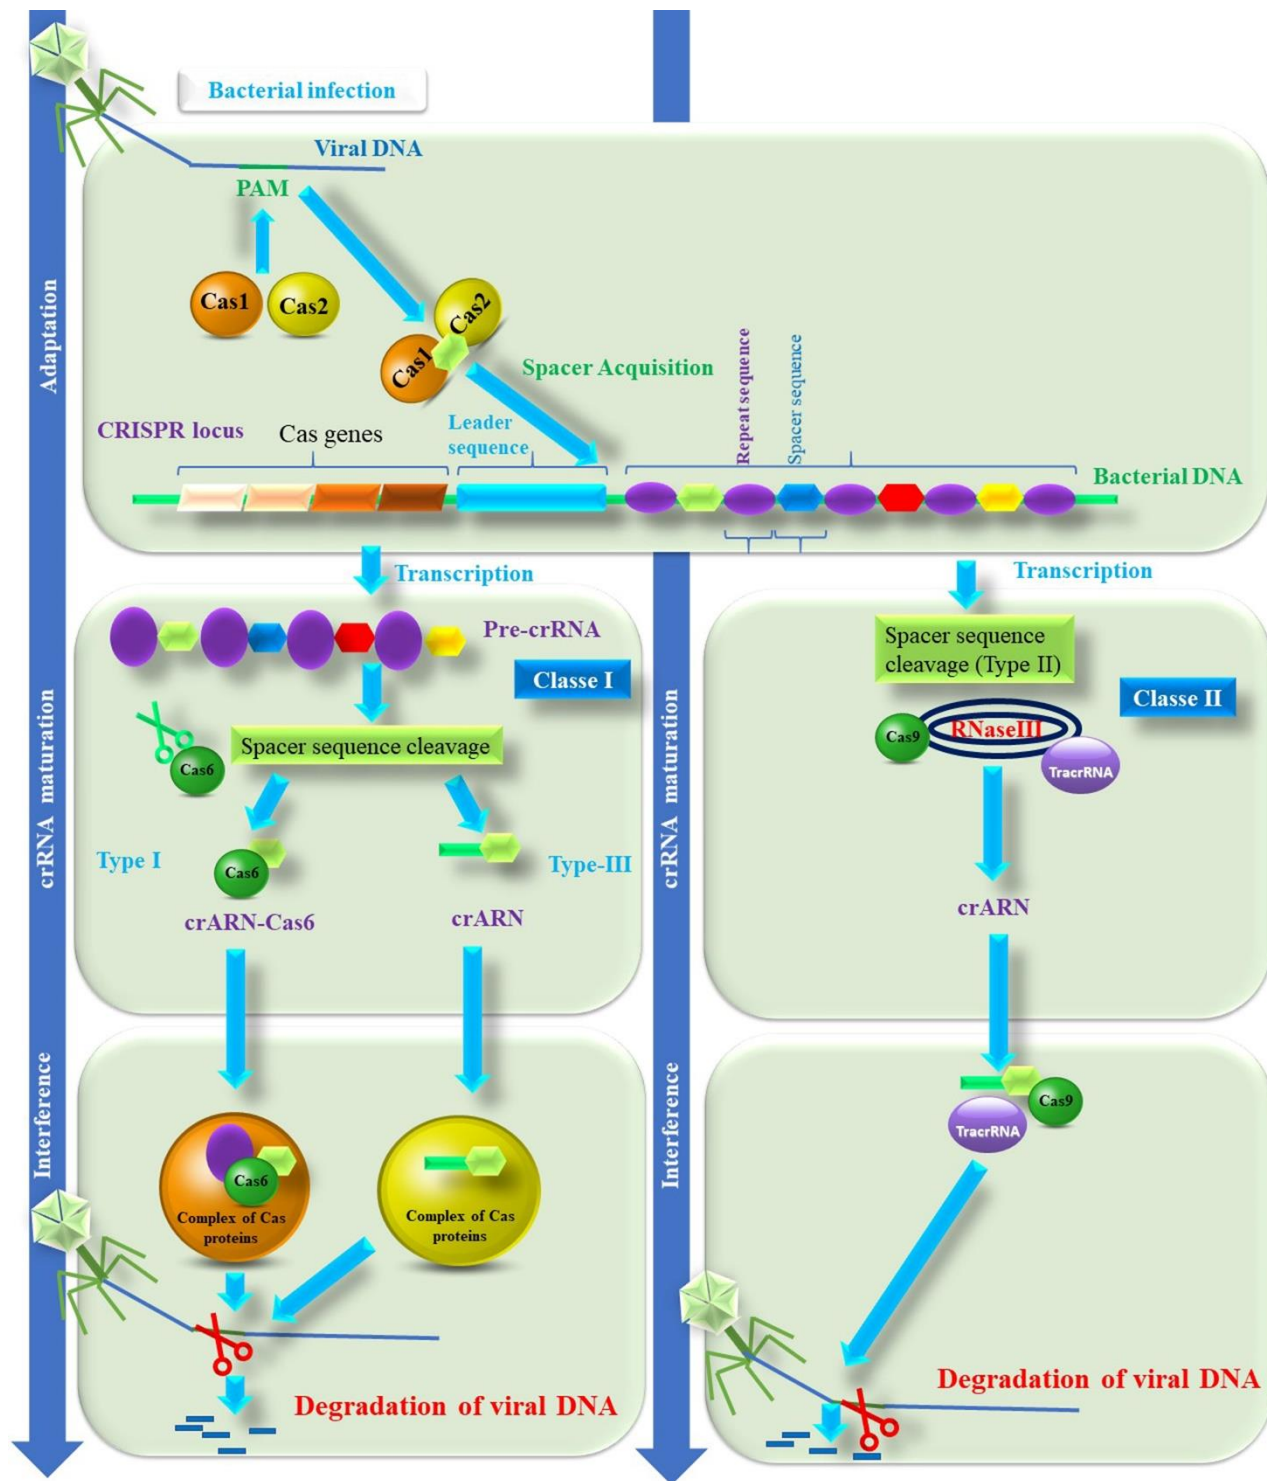 Bacterial infection
Viral DNA
PAM
Cas1
Cas2
Cas1
Cas2
Adaptation
Spacer Acquisition
Repeat sequence
Spacer sequence
CRISPR locus
Cas genes
Leader
sequence
Bacterial DNA
Transcription
Pre-crRNA
Classe I
Spacer sequence cleavage
Cas6
Type I
Cas6
Type-III
crARN-Cas6
crARN
crRNA maturation
Transcription
Spacer sequence
cleavage (Type II)
Classe II
Cas9
RNaseIII
TracrRNA
crARN
crRNA maturation
Interference
Cas6
Complex of Cas
proteins
Complex of Cas
proteins
Degradation of viral DNA
Interference
Cas9
TracrRNA
Degradation of viral DNA